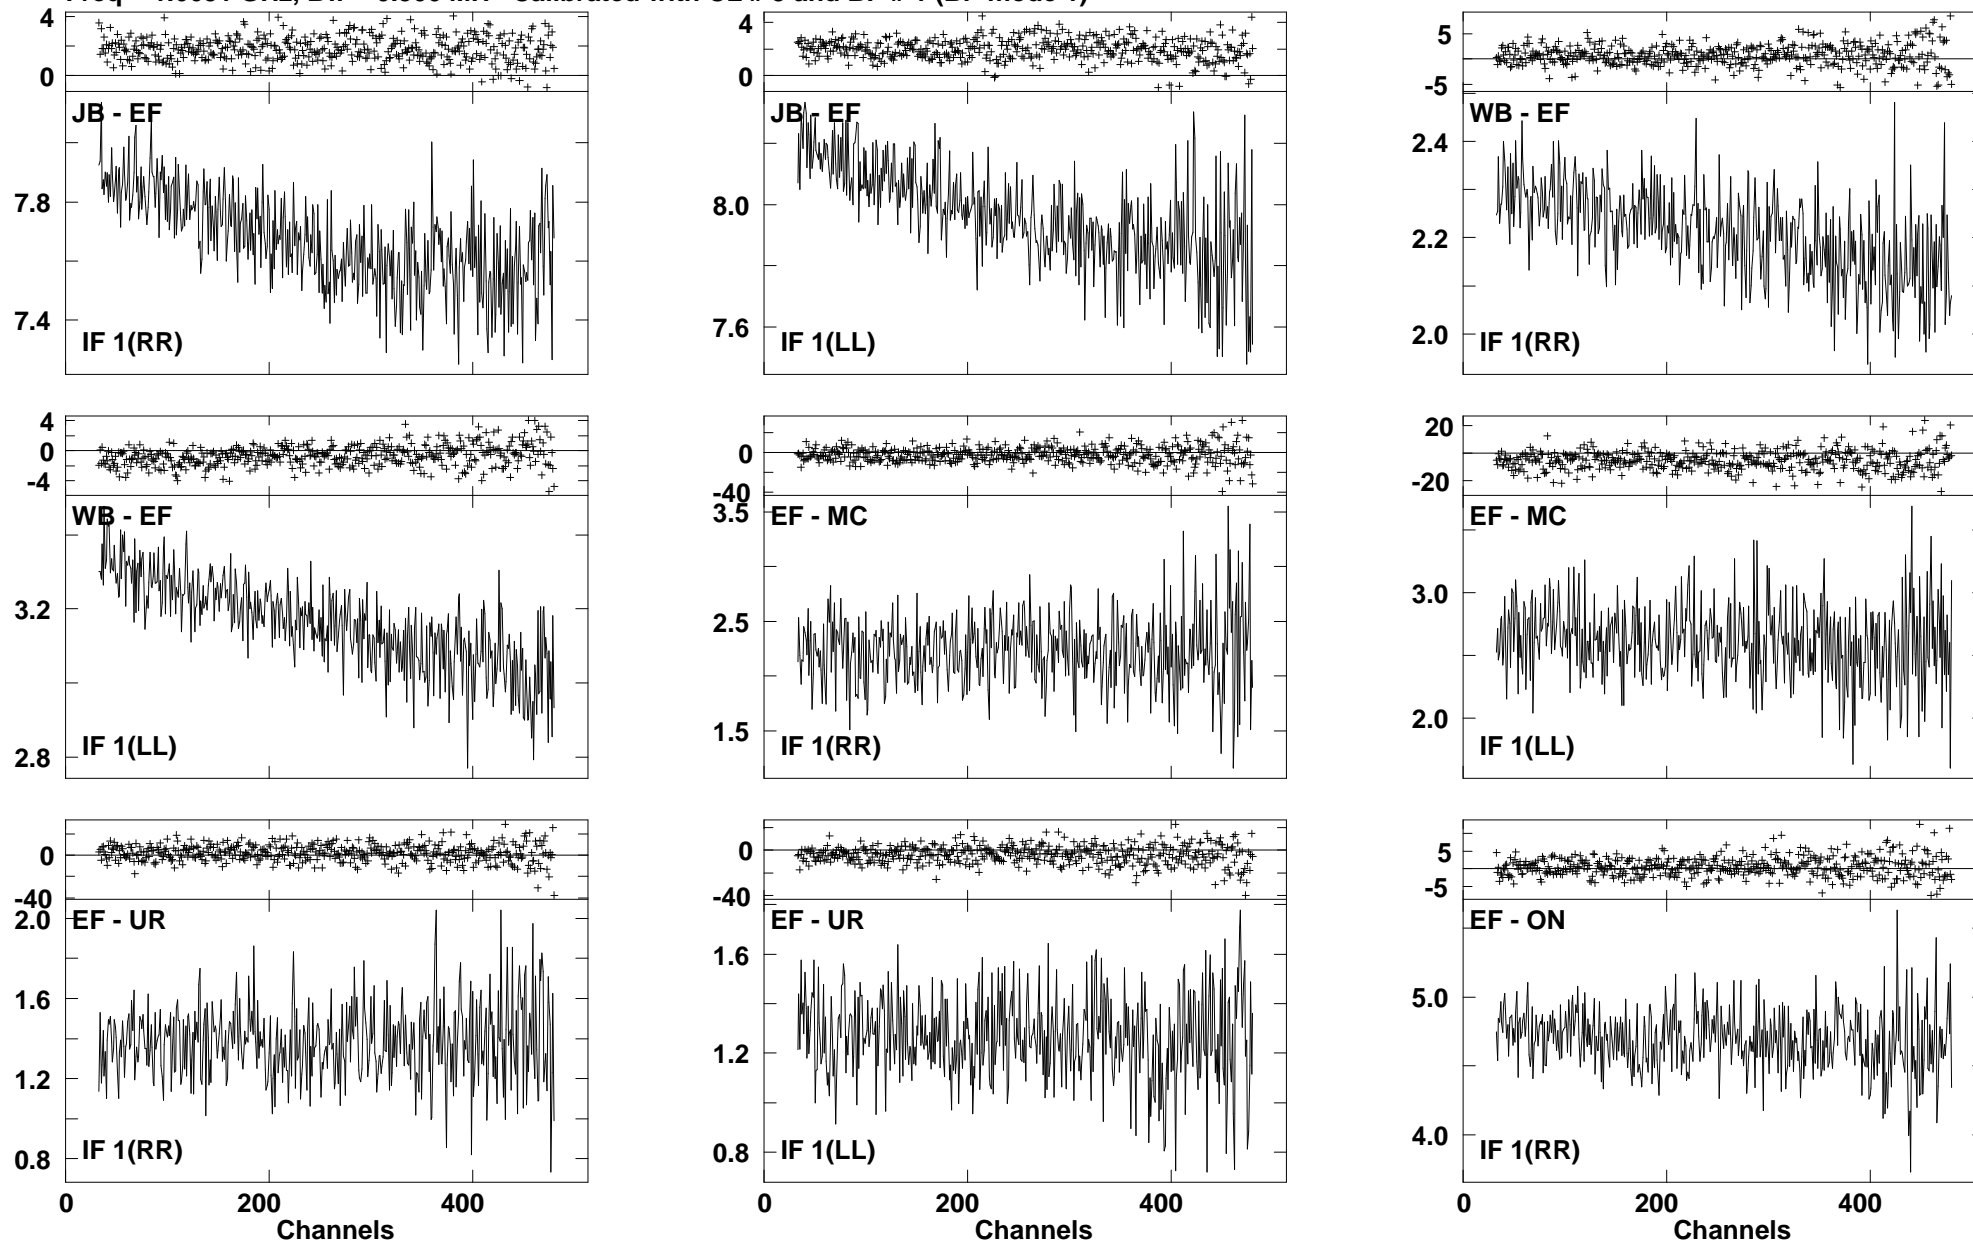 4
0
JB - EF
7.8
7.4
IF 1(RR)
4
0
JB - EF
8.0
7.6
IF 1(LL)
5
-5
WB - EF
2.4
2.2
2.0
IF 1(RR)
4
0
-4
WB - EF
3.2
2.8
IF 1(LL)
0
-40
3.5
EF - MC
2.5
1.5
IF 1(RR)
20
-20
EF - MC
3.0
2.0
IF 1(LL)
0
-40
2.0
EF - UR
1.6
1.2
0.8
IF 1(RR)
0 200 400
Channels
0
-40
EF - UR
1.6
1.2
0.8
IF 1(LL)
0 200 400
Channels
5
-5
EF - ON
5.0
4.0
IF 1(RR)
0 200 400
Channels